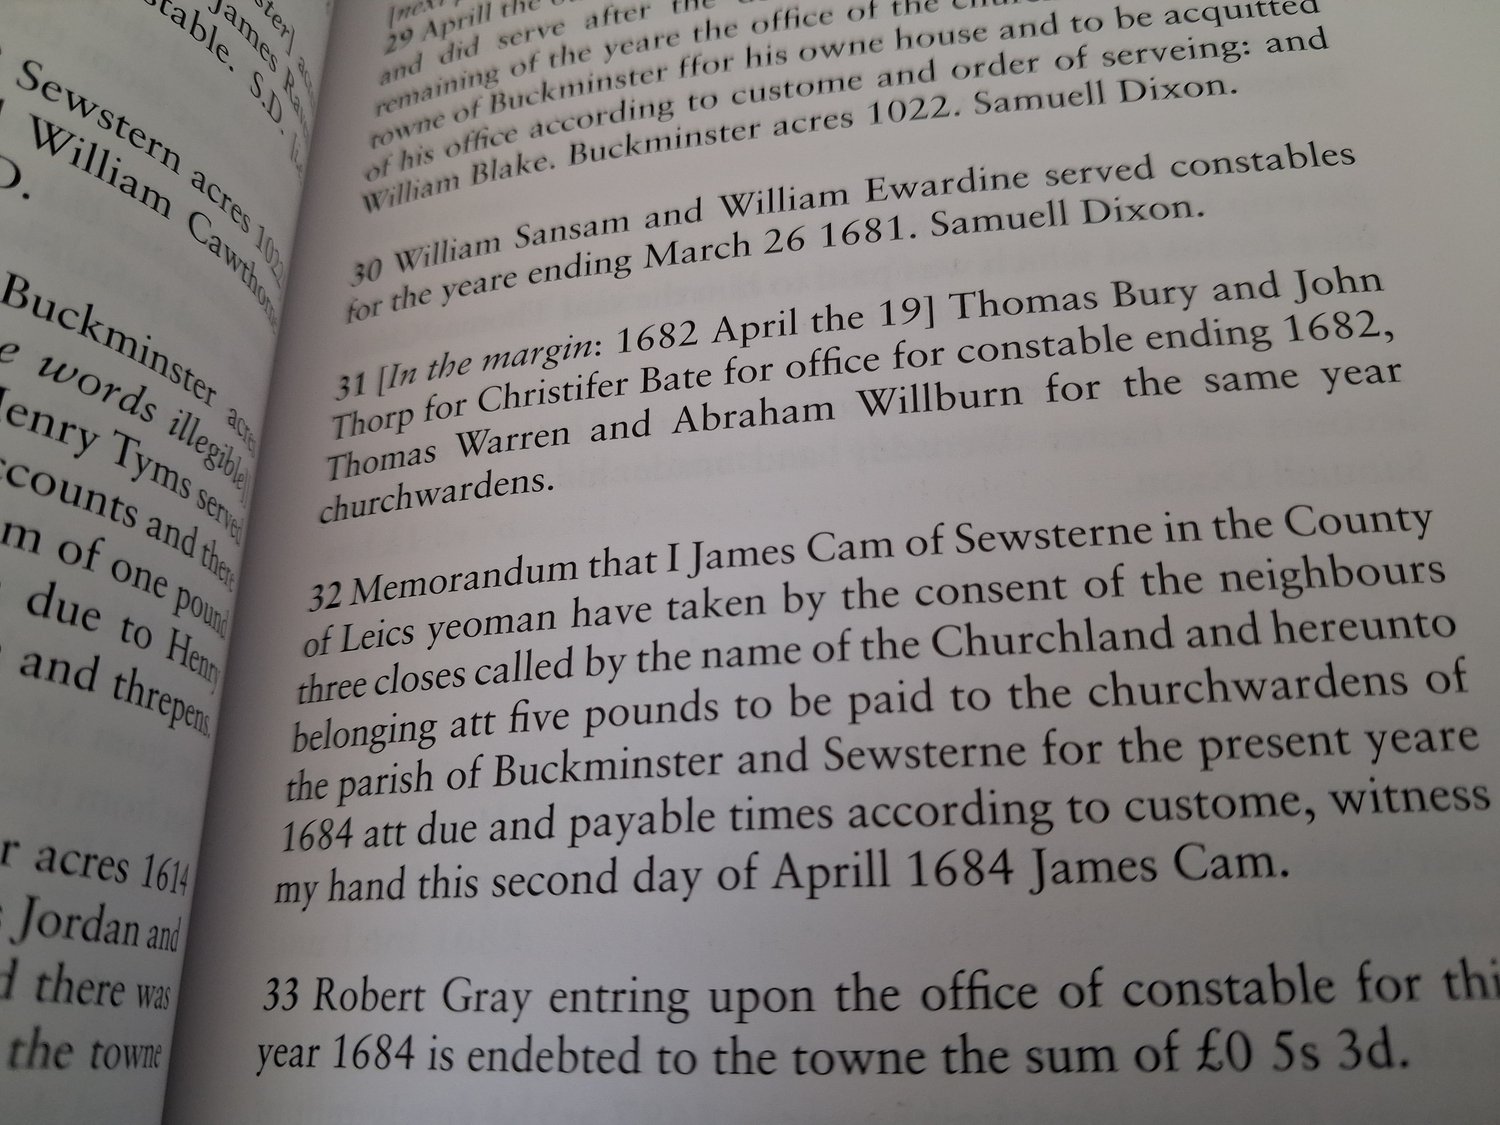 ster] acr
James Ra
stable. S.D.
Sewstern acres 1022
William Cawthorne
D.
Buckminster acres
e words illegible]
Henry Tyms served
ccounts and there
m of one pound
due to Henry
and threpens.
r acres 1614
Jordan and
d there was
the towne
29 Aprill the
and did serve after the
remaining of the yeare the office of the
towne of Buckminster ffor his owne house and to be acquitted
of his office according to custome and order of serveing: and
William Blake. Buckminster acres 1022. Samuell Dixon.
30 William Sansam and William Ewardine served constables
for the yeare ending March 26 1681. Samuell Dixon.
31 [In the margin: 1682 April the 19] Thomas Bury and John
Thorp for Christifer Bate for office for constable ending 1682,
Thomas Warren and Abraham Willburn for the same year
churchwardens.
32 Memorandum that I James Cam of Sewsterne in the County
of Leics yeoman have taken by the consent of the neighbours
three closes called by the name of the Churchland and hereunto
belonging att five pounds to be paid to the churchwardens of
the parish of Buckminster and Sewsterne for the present yeare
1684 att due and payable times according to custome, witness
my hand this second day of Aprill 1684 James Cam.
33 Robert Gray entring upon the office of constable for thi
year 1684 is endebted to the towne the sum of £0 5s 3d.